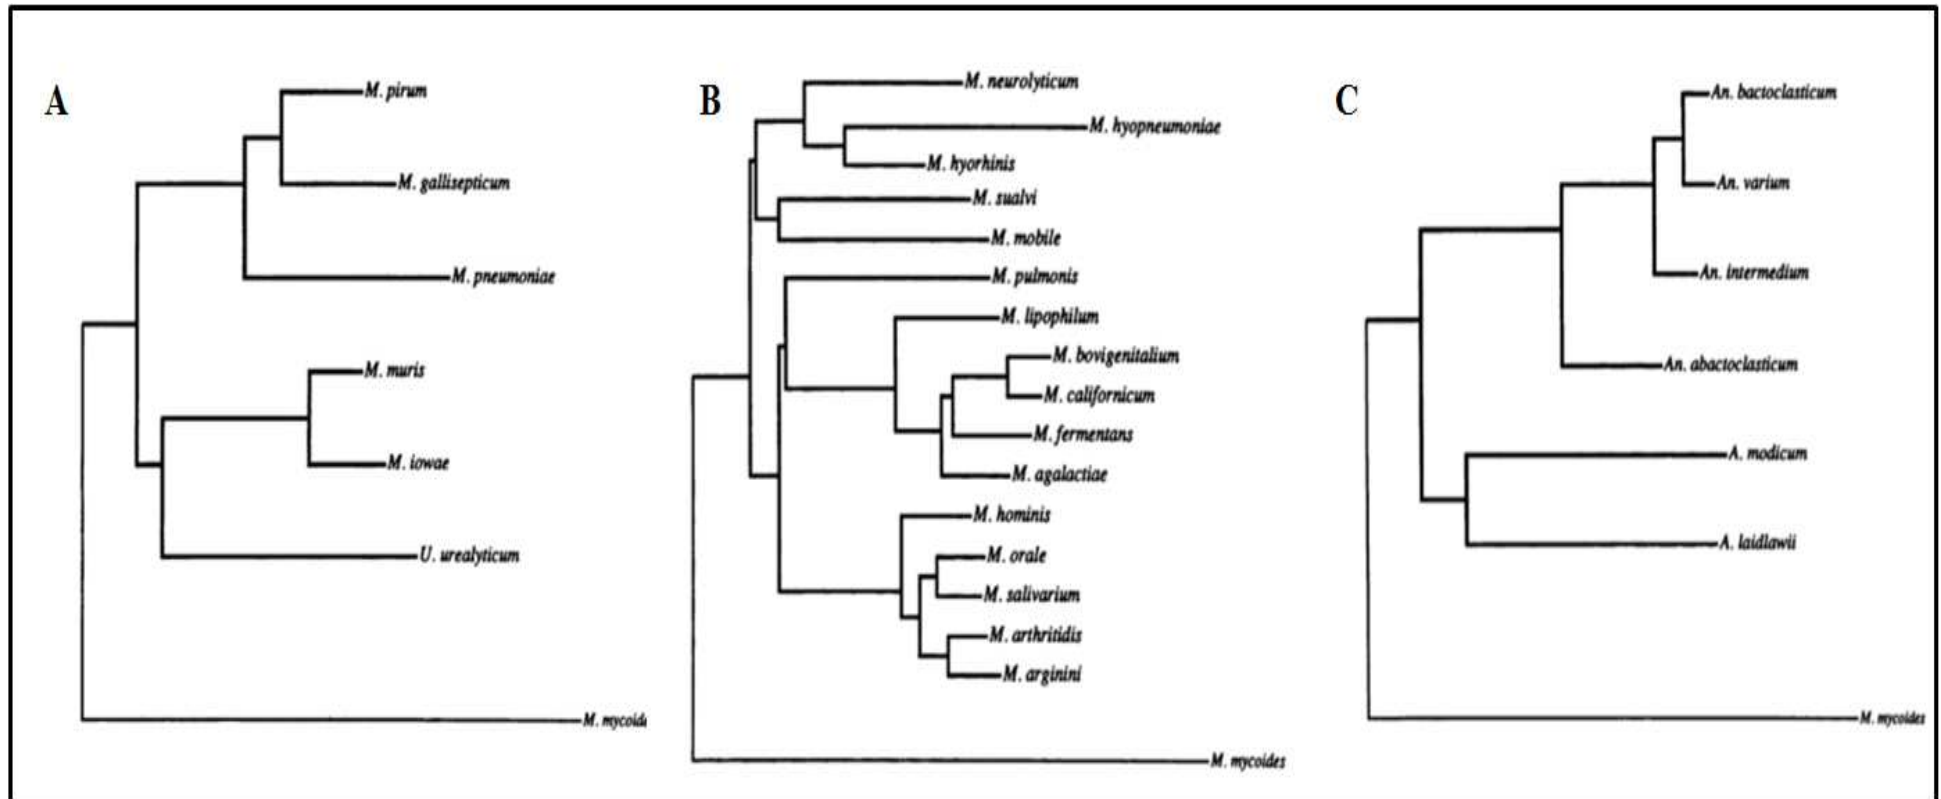 A
M. pirum
M. gallisepticum
M. pneumoniae
M. muris
M. iowae
U. urealyticum
M. mycoid
B
M. neurolyticum
M. hyopneumoniae
M. hyorhinis
M. sualvi
M. mobile
M. pulmonis
M. lipophilum
M. bovigenitalium
M. californicum
M. fermentans
M. agalactiae
M. hominis
M. orale
M. salivarium
M. arthritidis
M. arginini
M. mycoides
C
An. bactoclasticum
An. varium
An. intermedium
An. abactoclasticum
A. modicum
A. laidlawii
M. mycoides